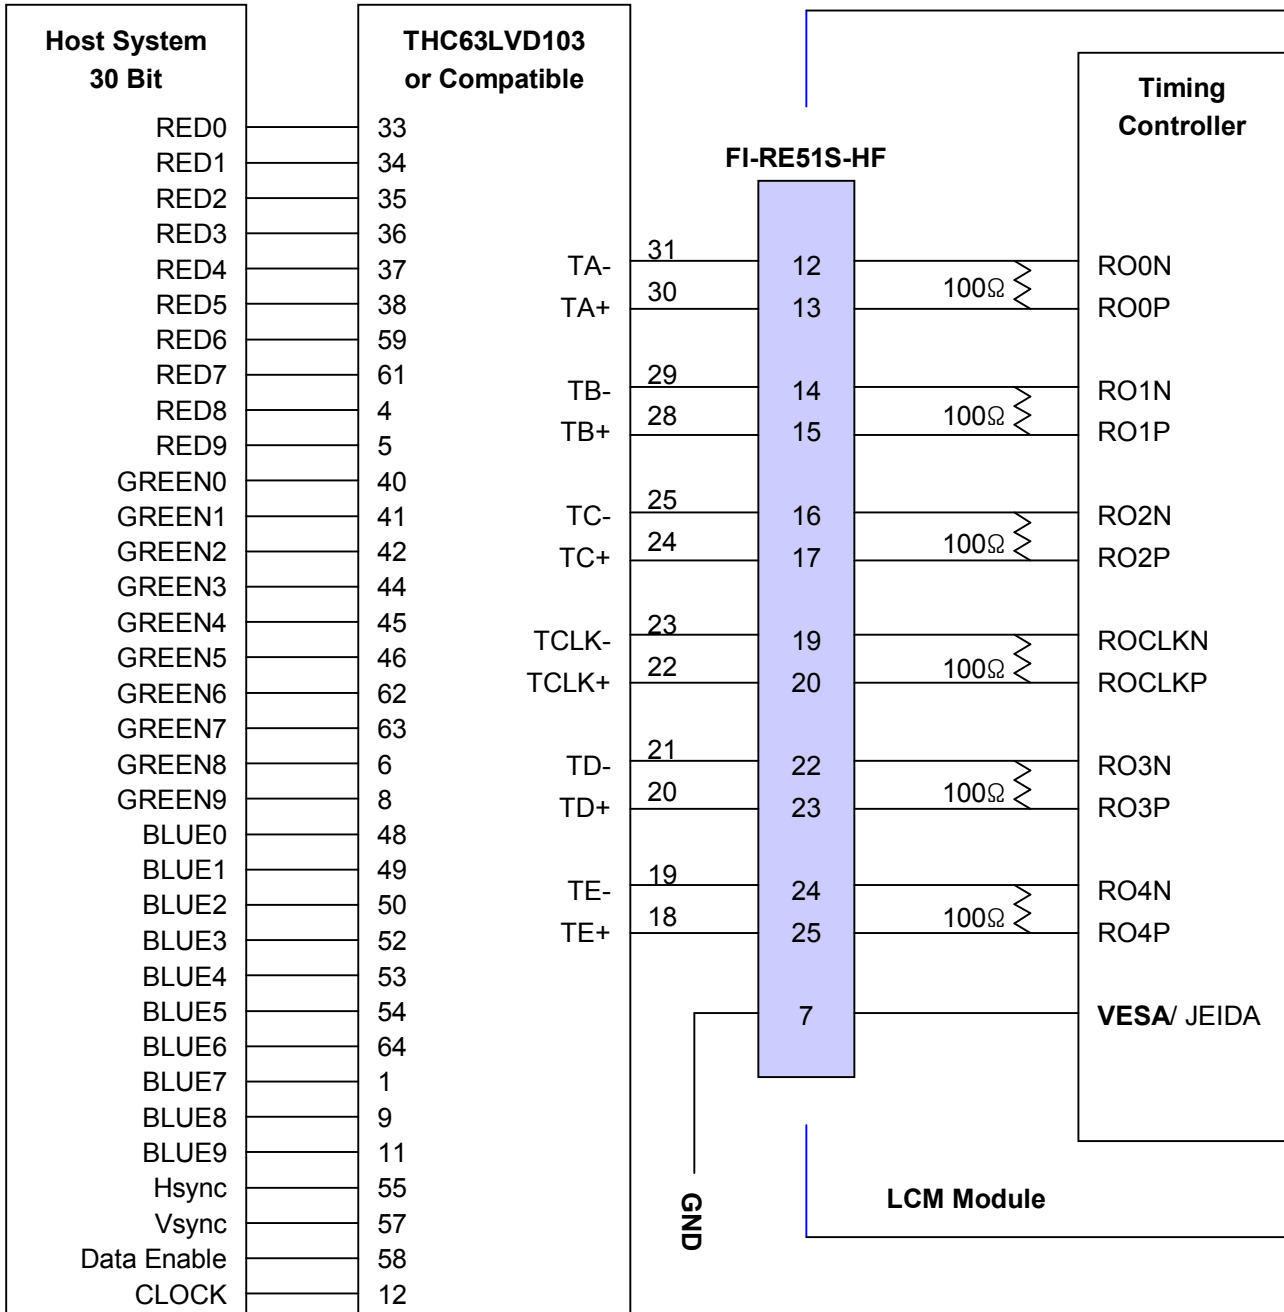 Host System
30 Bit
RED0
RED1
RED2
RED3
RED4
RED5
RED6
RED7
RED8
RED9
GREEN0
GREEN1
GREEN2
GREEN3
GREEN4
GREEN5
GREEN6
GREEN7
GREEN8
GREEN9
BLUE0
BLUE1
BLUE2
BLUE3
BLUE4
BLUE5
BLUE6
BLUE7
BLUE8
BLUE9
Hsync
Vsync
Data Enable
CLOCK
THC63LVD103
or Compatible
33
34
35
36
37
38
59
61
4
5
40
41
42
44
45
46
62
63
6
8
48
49
50
52
53
54
64
1
9
11
55
57
58
12
TA- 31
TA+ 30
TB- 29
TB+ 28
TC- 25
TC+ 24
TCLK- 23
TCLK+ 22
TD- 21
TD+ 20
TE- 19
TE+ 18
GND
FI-RE51S-HF
12
13
14
15
16
17
19
20
22
23
24
25
7
100Ω
100Ω
100Ω
100Ω
100Ω
100Ω
LCM Module
Timing
Controller
RO0N
RO0P
RO1N
RO1P
RO2N
RO2P
ROCLKN
ROCLKP
RO3N
RO3P
RO4N
RO4P
VESA/ JEIDA